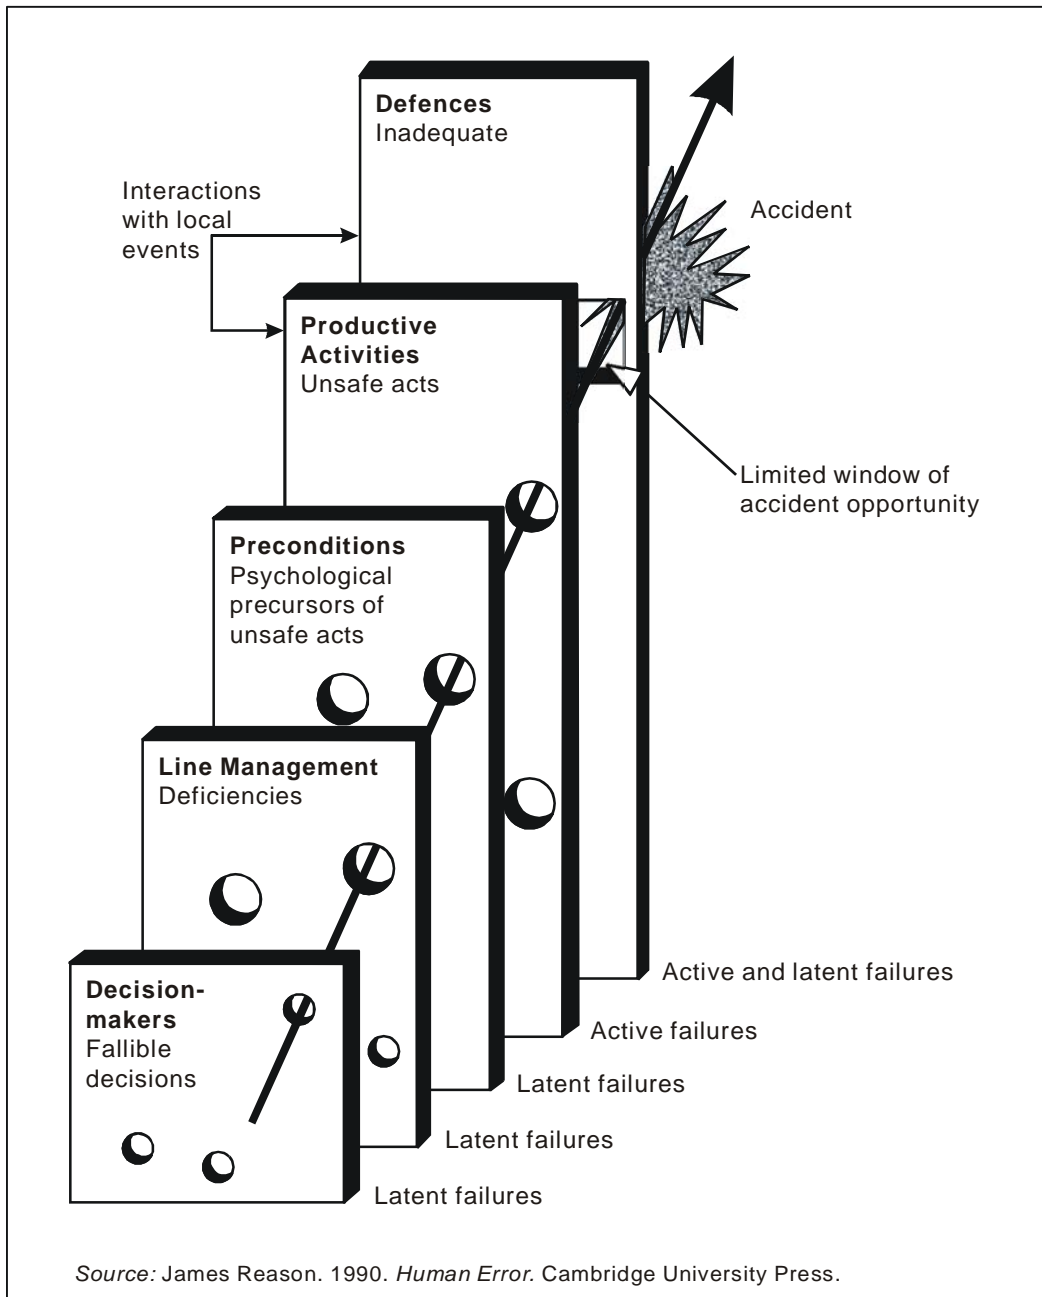 Defences
Inadequate
Interactions
with local
events
Accident
Productive
Activities
Unsafe acts
Limited window of
accident opportunity
Preconditions
Psychological
precursors of
unsafe acts
Line Management
Deficiencies
Decision-
makers
Fallible
decisions
Active and latent failures
Active failures
Latent failures
Latent failures
Latent failures
Source: James Reason. 1990. Human Error. Cambridge University Press.